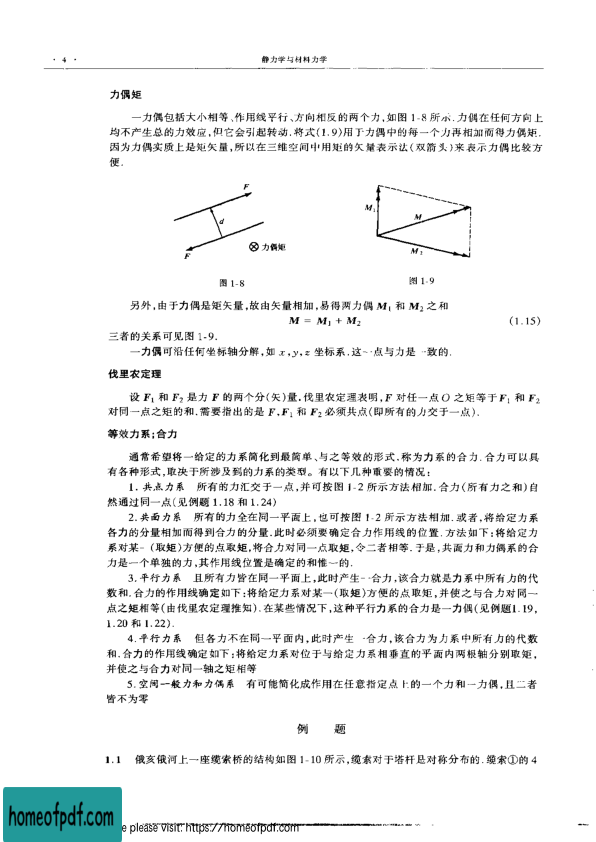 · 4 ·
静力学与材料力学
力偶矩
一力偶包括大小相等、作用线平行、方向相反的两个力,如图 1-8 所示.力偶在任何方向上
均不产生总的力效应,但它会引起转动.将式(1.9)用于力偶中的每一个力再相加而得力偶矩.
因为力偶实质上是矩矢量,所以在三维空间中用矩的矢量表示法(双箭头)来表示力偶比较方
便.
F
d
F
力偶矩
图 1-8
M₁
M
M₂
图 1-9
另外,由于力偶是矩矢量,故由矢量相加,易得两力偶 M₁ 和 M₂ 之和
M = M₁ + M₂ (1.15)
三者的关系可见图 1-9.
一力偶可沿任何坐标轴分解,如 x,y,z 坐标系.这一点与力是一致的.
伐里农定理
设 F₁ 和 F₂ 是力 F 的两个分(矢)量.伐里农定理表明,F 对任一点 O 之矩等于 F₁ 和 F₂
对同一点之矩的和.需要指出的是 F、F₁ 和 F₂ 必须共点(即所有的力交于一点).
等效力系;合力
通常希望将一给定的力系简化到最简单、与之等效的形式.称为力系的合力.合力可以具
有各种形式,取决于所涉及到的力系的类型。有以下几种重要的情况:
1. 共点力系 所有的力汇交于一点,并可按图 1-2 所示方法相加.合力(所有力之和)自
然通过同一点(见例题 1.18 和 1.24)
2. 共面力系 所有的力全在同一平面上,也可按图 1-2 所示方法相加.或者,将给定力系
各力的分量相加而得到合力的分量.此时必须要确定合力作用线的位置.方法如下:将给定力
系对某一(取矩)方便的点取矩,将合力对同一点取矩,令二者相等.于是,共面力和力偶系的合
力是一个单独的力,其作用线位置是确定的和惟一的.
3. 平行力系 且所有力皆在同一平面上,此时产生一合力,该合力就是力系中所有力的代
数和.合力的作用线确定如下:将给定力系对某一(取矩)方便的点取矩,并使之与合力对同一
点之矩相等(由伐里农定理推知).在某些情况下,这种平行力系的合力是一力偶(见例题1.19,
1.20 和 1.22).
4. 平行力系 但各力不在同一平面内,此时产生一合力,该合力为力系中所有力的代数
和.合力的作用线确定如下:将给定力系对位于与给定力系相垂直的平面内两根轴分别取矩,
并使之与合力对同一轴之矩相等
5. 空间一般力和力偶系 有可能简化成作用在任意指定点上的一个力和一力偶,且二者
皆不为零
例 题
1.1 俄亥俄河上一座缆索桥的结构如图 1-10 所示,缆索对于塔杆是对称分布的.缆索①的 4
homeofpdf.com
e please visit: https://homeofpdf.com